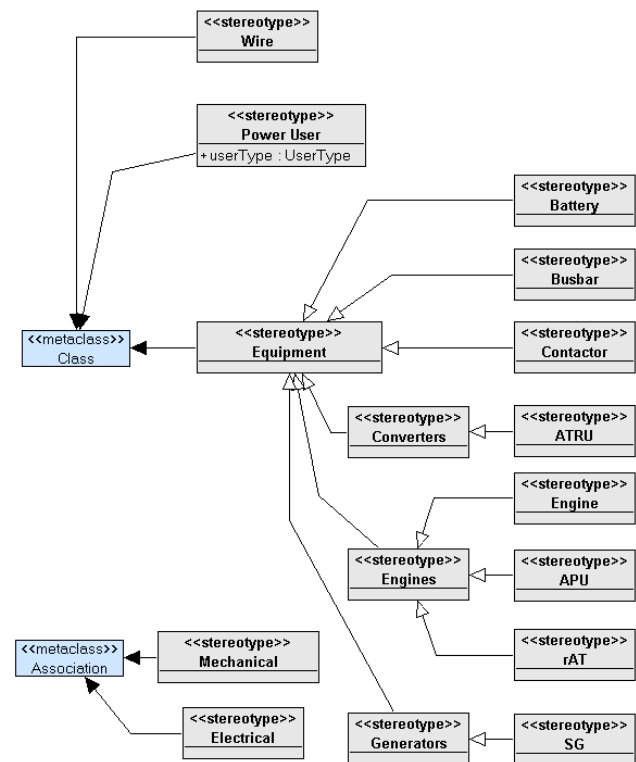 <<stereotype>>
Wire
<<stereotype>>
Power User
+userType : UserType
<<stereotype>>
Battery
<<stereotype>>
Busbar
<<metaclass>>
Class
<<stereotype>>
Equipment
<<stereotype>>
Contactor
<<stereotype>>
Converters
<<stereotype>>
ATRU
<<stereotype>>
Engine
<<stereotype>>
Engines
<<stereotype>>
APU
<<metaclass>>
Association
<<stereotype>>
Mechanical
<<stereotype>>
rAT
<<stereotype>>
Electrical
<<stereotype>>
Generators
<<stereotype>>
SG